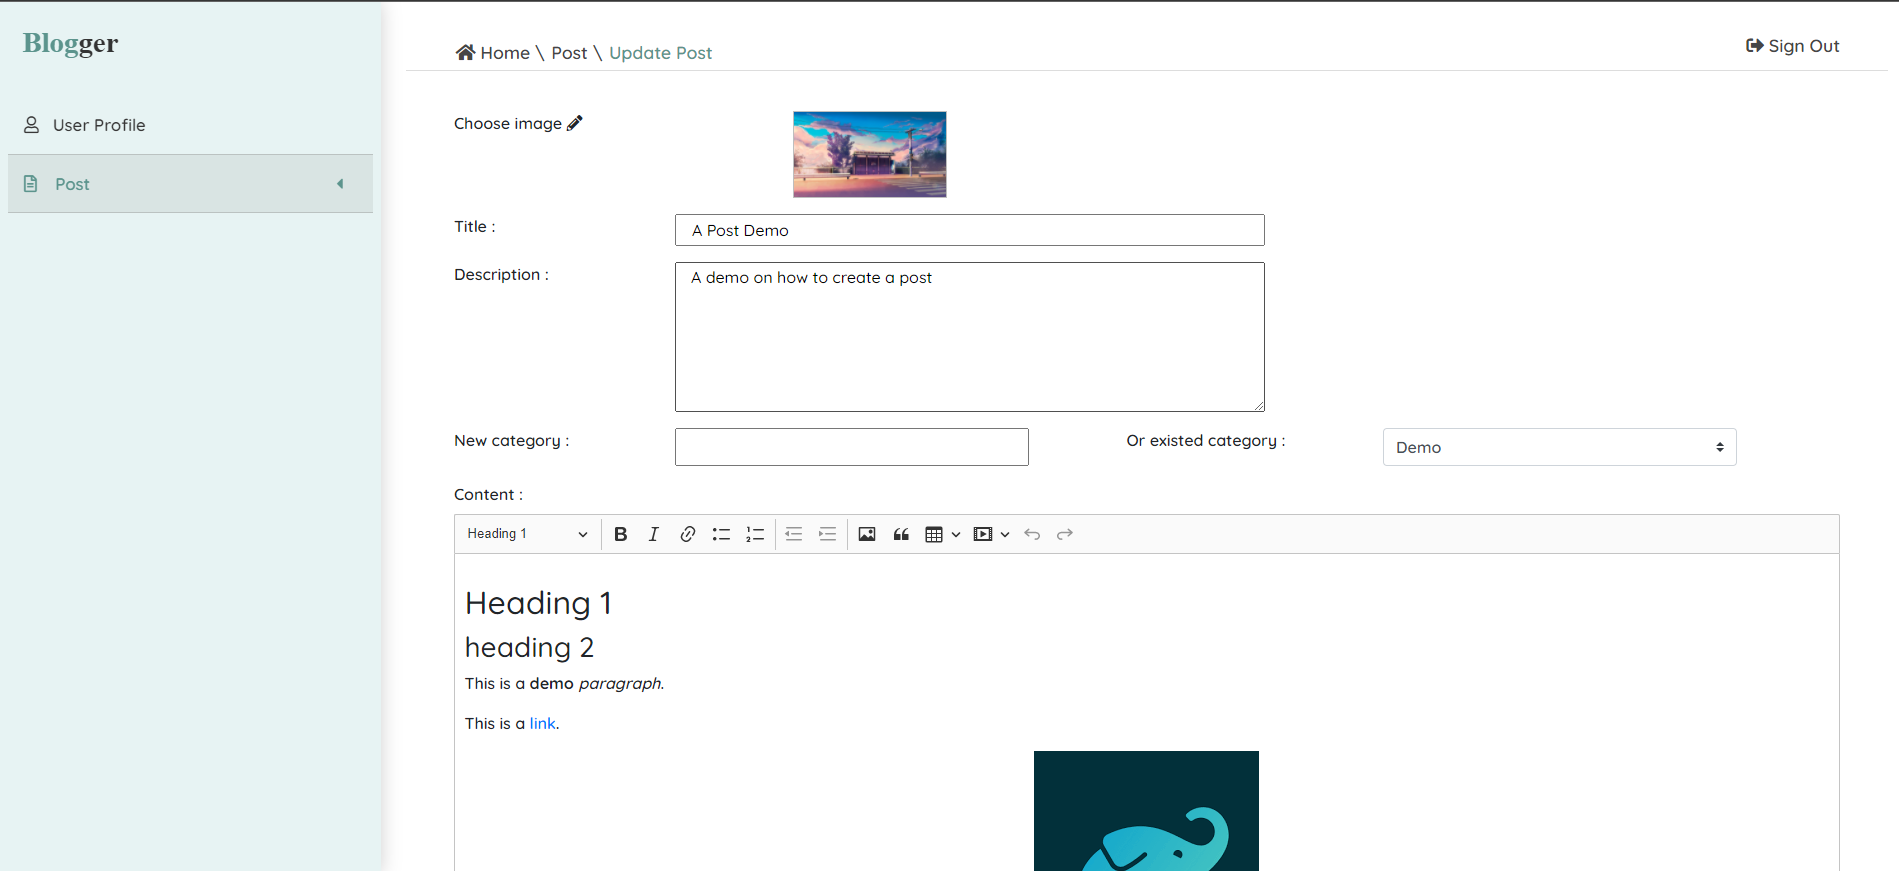 Blogger
User Profile
Post
Home \ Post \ Update Post
Sign Out
Choose image
Title :
A Post Demo
Description :
A demo on how to create a post
New category :
Or existed category :
Demo
Content :
Heading 1
B I
Heading 1
heading 2
This is a demo paragraph.
This is a link.